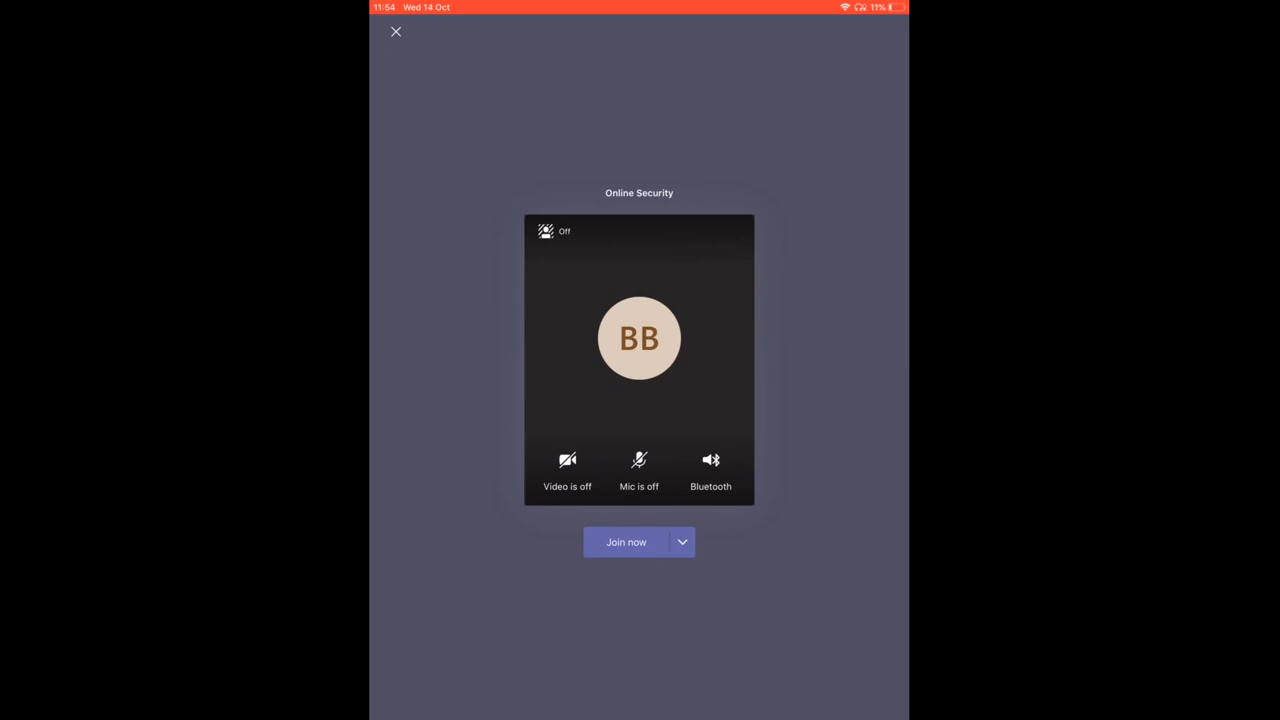 11:54 Wed 14 Oct 11%
Online Security
Off
BB
Video is off Mic is off Bluetooth
Join now